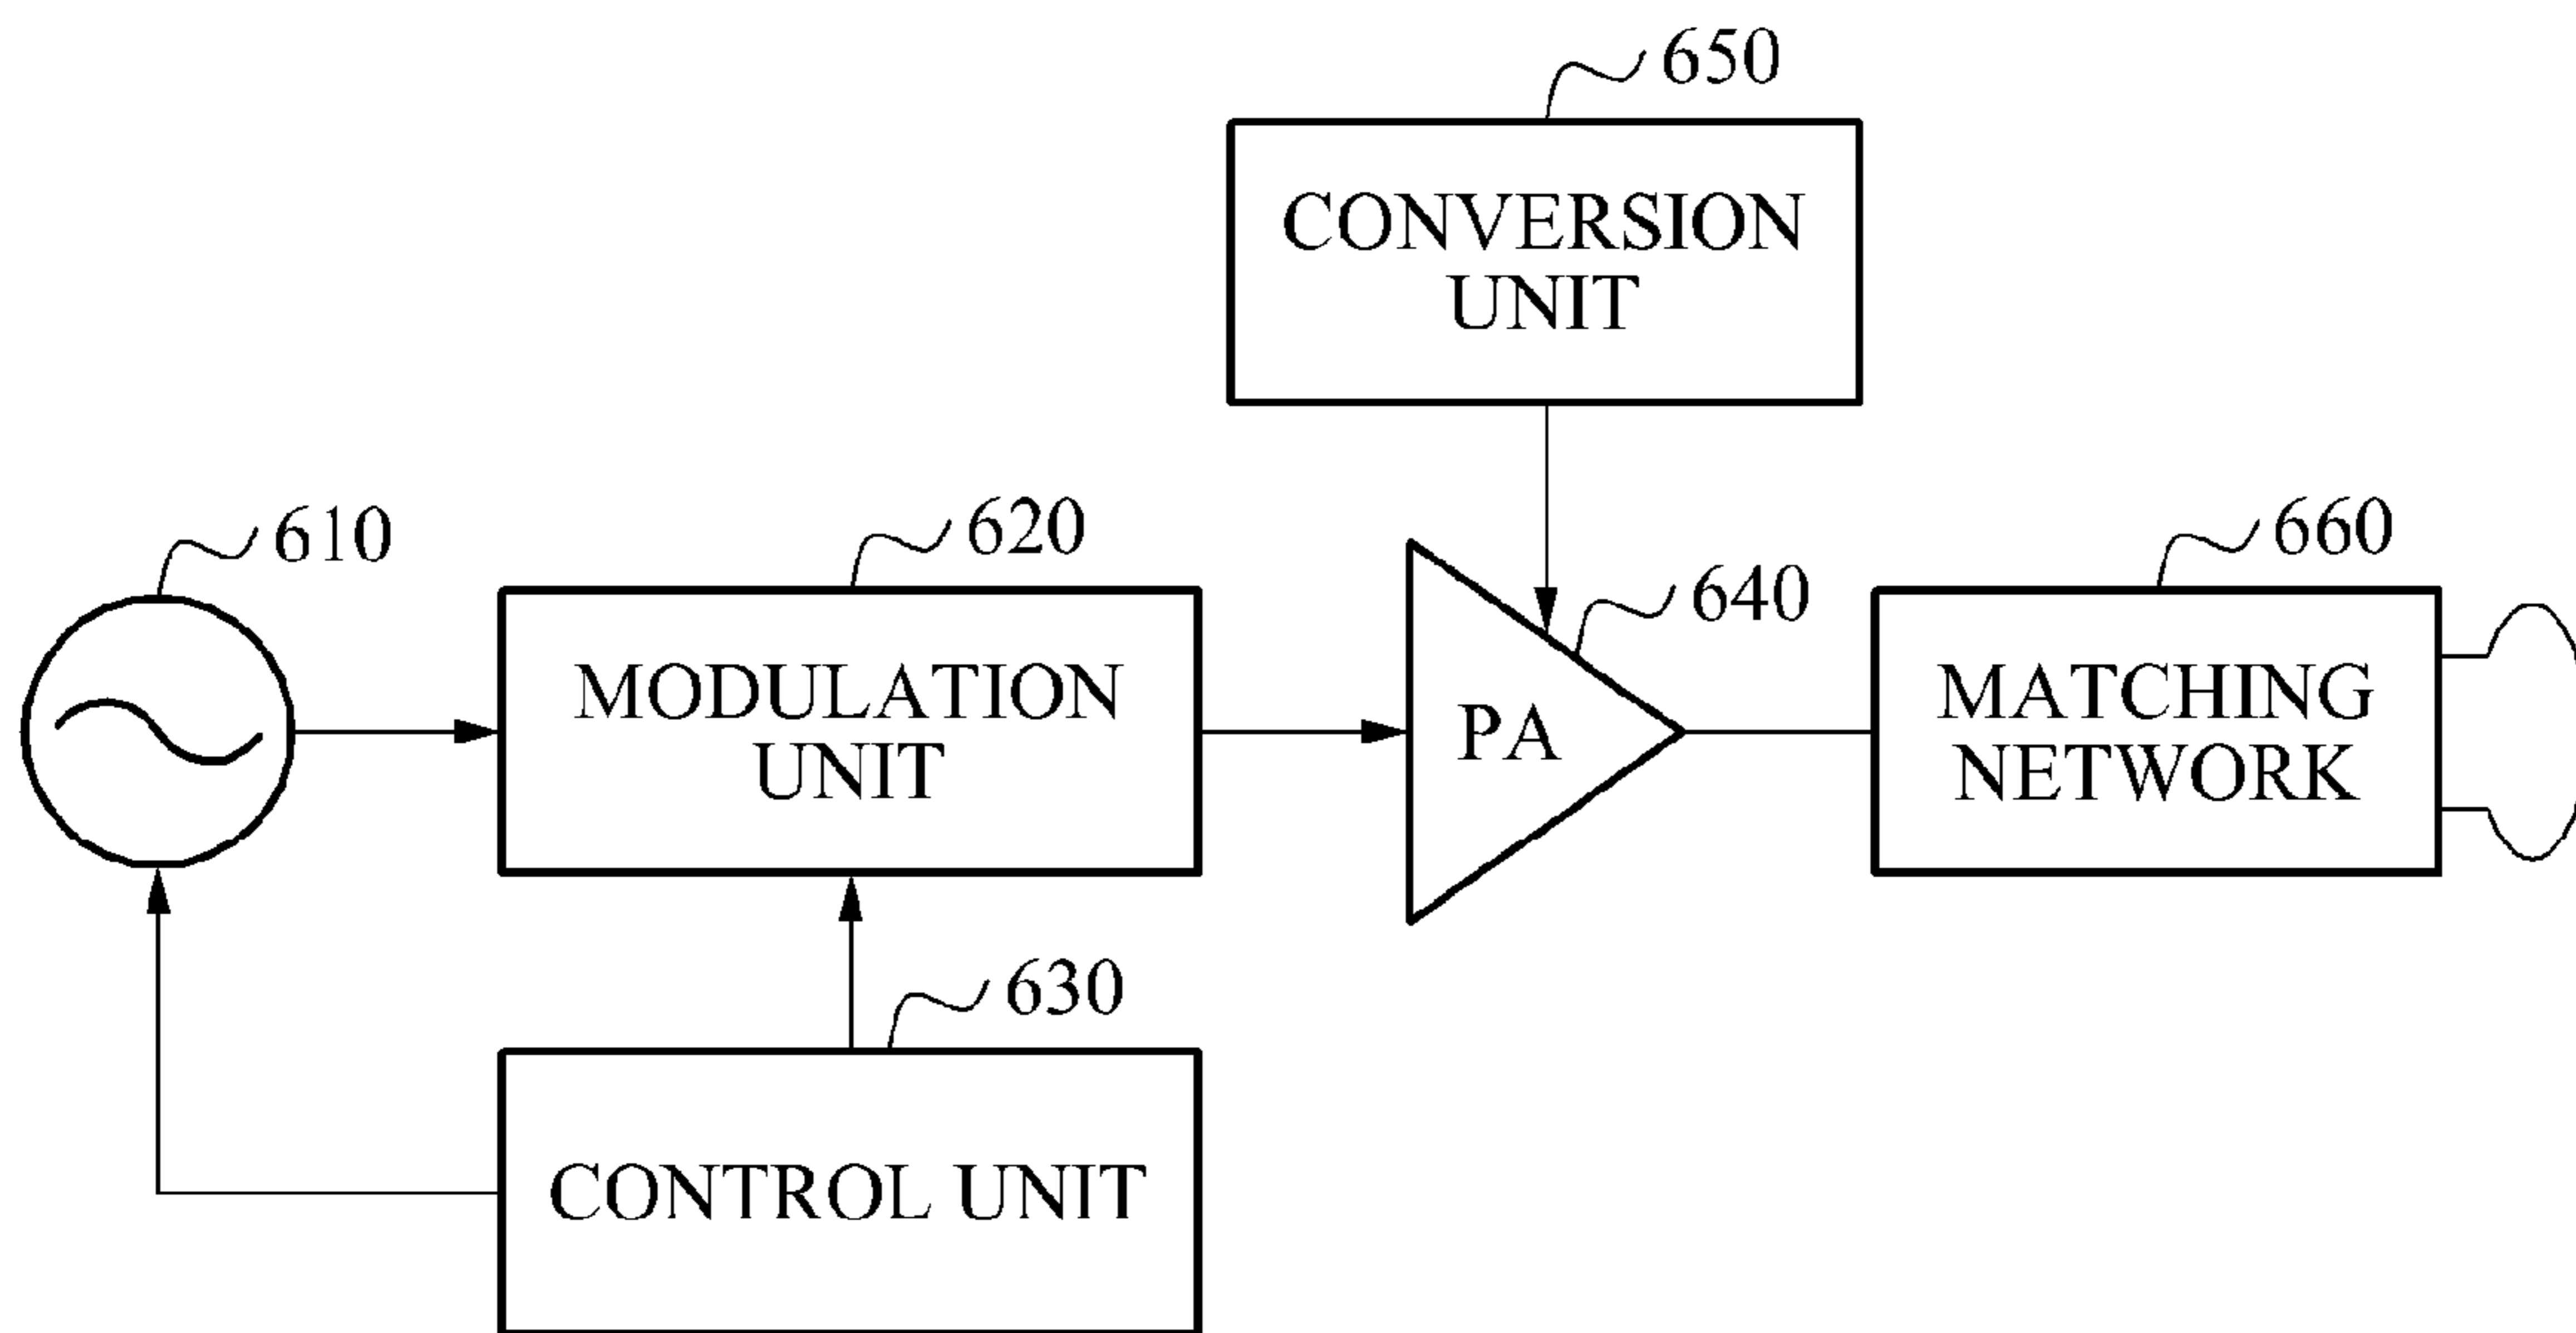 650
CONVERSION
UNIT
610
620
640
660
MODULATION
UNIT
PA
MATCHING
NETWORK
630
CONTROL UNIT